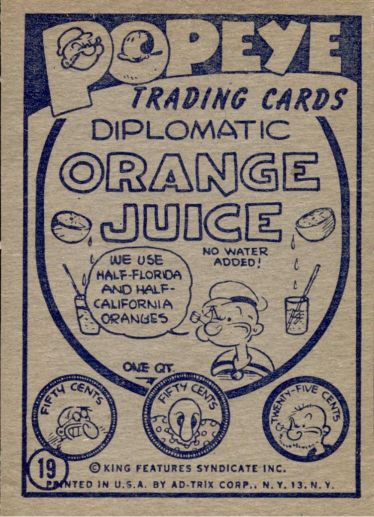 POPEYE
TRADING CARDS
DIPLOMATIC
ORANGE
JUICE
NO WATER
ADDED!
WE USE
HALF-FLORIDA
AND HALF-
CALIFORNIA
ORANGES
ONE QT.
FIFTY CENTS
FIFTY CENTS
TWENTY-FIVE CENTS
19
© KING FEATURES SYNDICATE INC.
PRINTED IN U.S.A. BY AD-TRIX CORP., N.Y. 13, N.Y.